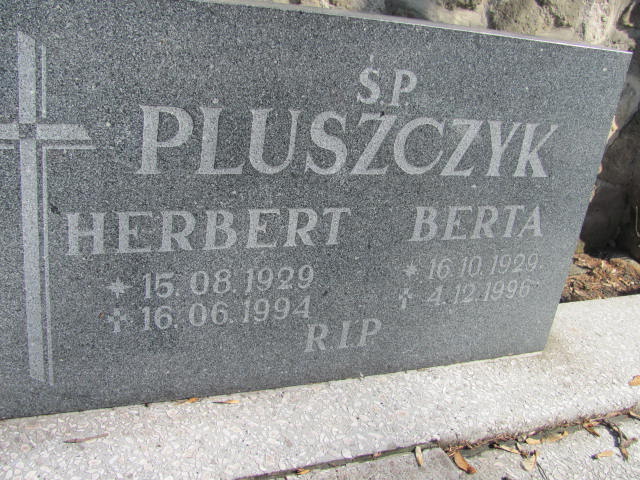 Ś.P.
PLUSZCZYK
HERBERT BERTA
* 15.08.1929 * 16.10.1929
✝ 16.06.1994 ✝ 4.12.1996
R.I.P